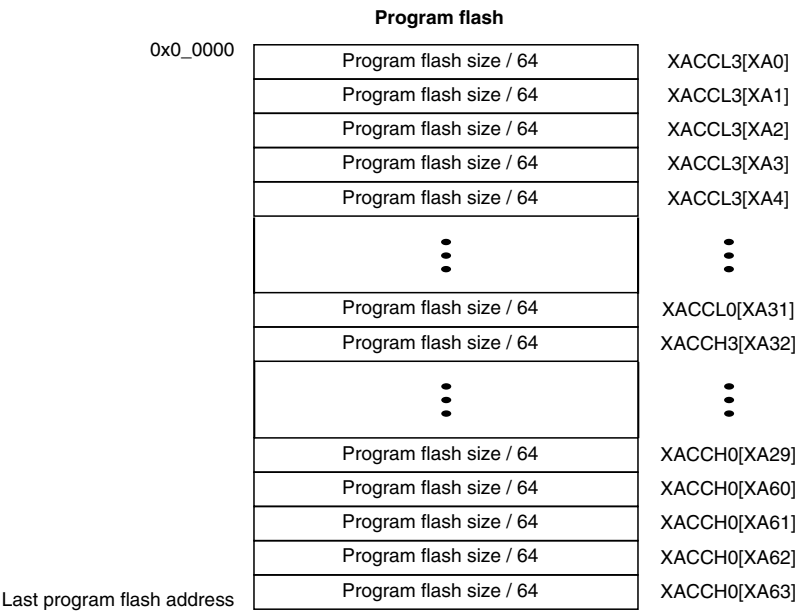 Program flash
0x0_0000
Program flash size / 64 XACCL3[XA0]
Program flash size / 64 XACCL3[XA1]
Program flash size / 64 XACCL3[XA2]
Program flash size / 64 XACCL3[XA3]
Program flash size / 64 XACCL3[XA4]
Program flash size / 64 XACCL0[XA31]
Program flash size / 64 XACCH3[XA32]
Program flash size / 64 XACCH0[XA29]
Program flash size / 64 XACCH0[XA60]
Program flash size / 64 XACCH0[XA61]
Program flash size / 64 XACCH0[XA62]
Program flash size / 64 XACCH0[XA63]
Last program flash address